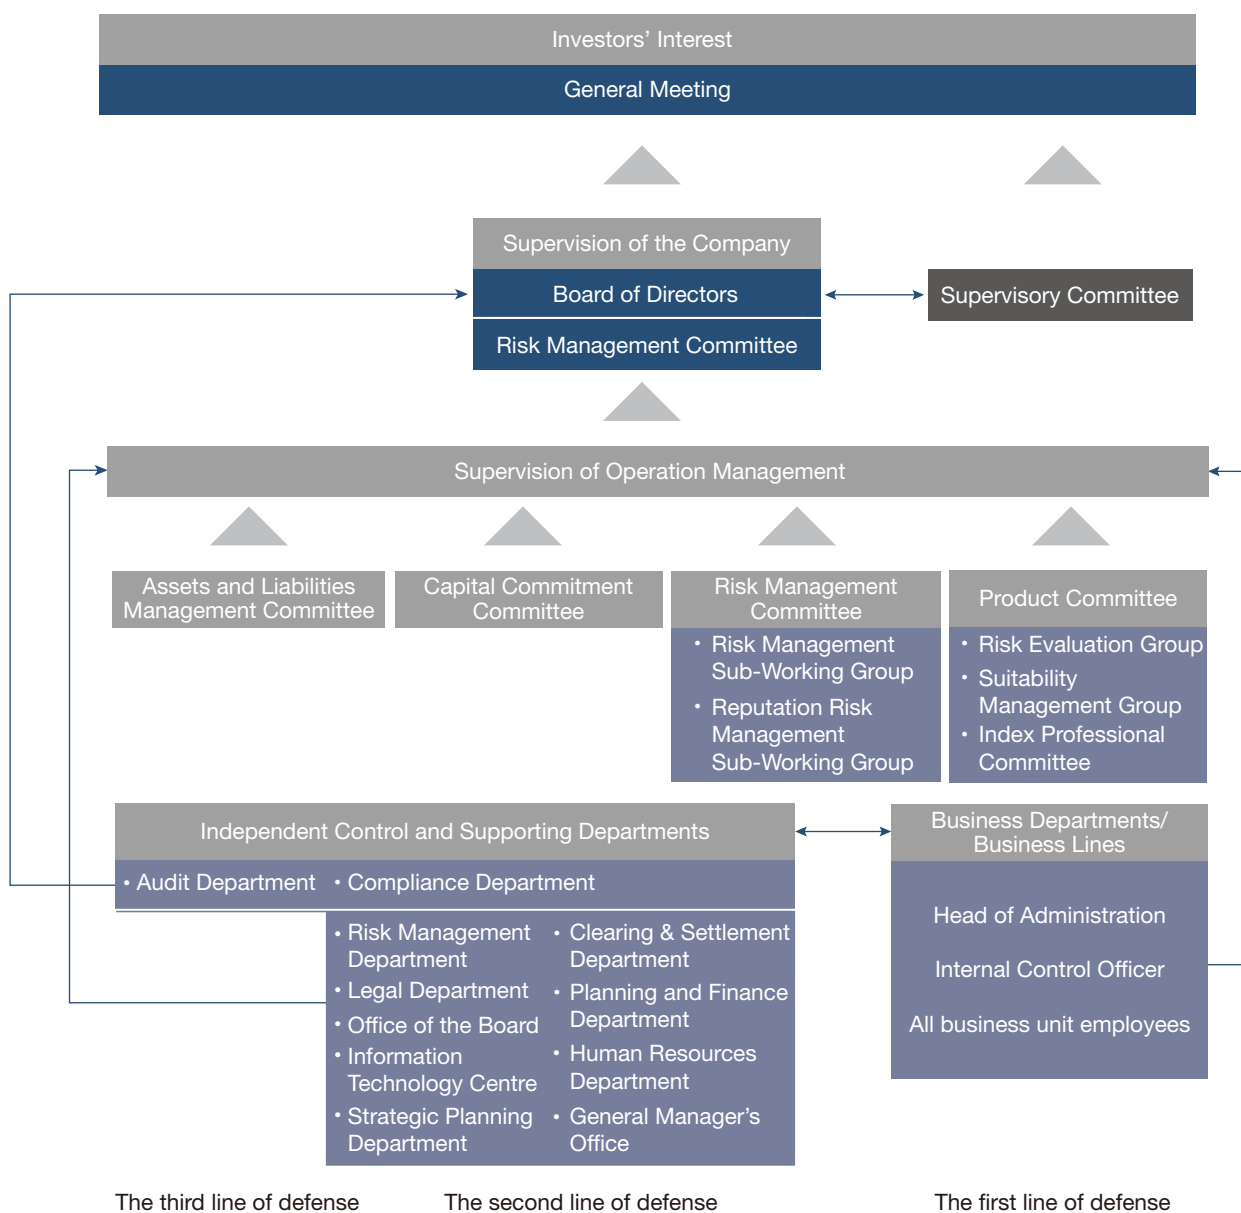 Investors’ Interest
General Meeting
Supervision of the Company
Board of Directors
Risk Management Committee
Supervisory Committee
Supervision of Operation Management
Assets and Liabilities
Management Committee
Capital Commitment
Committee
Risk Management
Committee
• Risk Management
Sub-Working Group
• Reputation Risk
Management
Sub-Working Group
Product Committee
• Risk Evaluation Group
• Suitability
Management Group
• Index Professional
Committee
Independent Control and Supporting Departments
• Audit Department
• Compliance Department
• Risk Management
Department
• Legal Department
• Office of the Board
• Information
Technology Centre
• Strategic Planning
Department
• Clearing & Settlement
Department
• Planning and Finance
Department
• Human Resources
Department
• General Manager’s
Office
Business Departments/
Business Lines
Head of Administration
Internal Control Officer
All business unit employees
The third line of defense
The second line of defense
The first line of defense